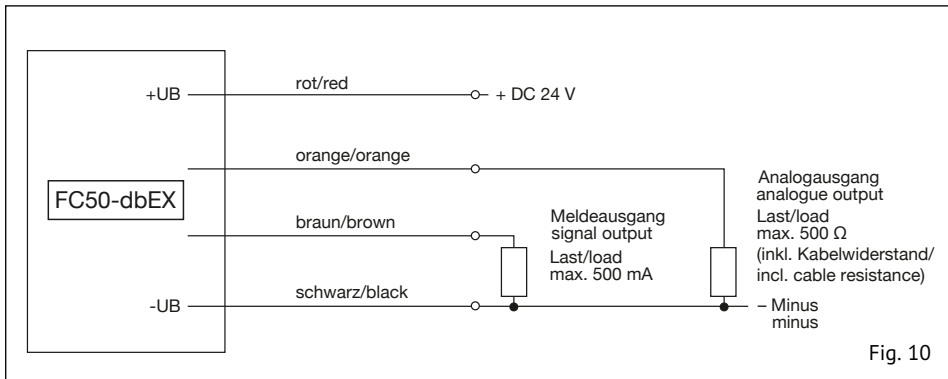 rot/red
+UB
+ DC 24 V
orange/orange
FC50-dbEX
braun/brown
Meldeausgang
signal output
Last/load
max. 500 mA
Analogausgang
analogue output
Last/load
max. 500 Ω
(inkl. Kabelwiderstand/
incl. cable resistance)
schwarz/black
-UB
– Minus
minus
Fig. 10